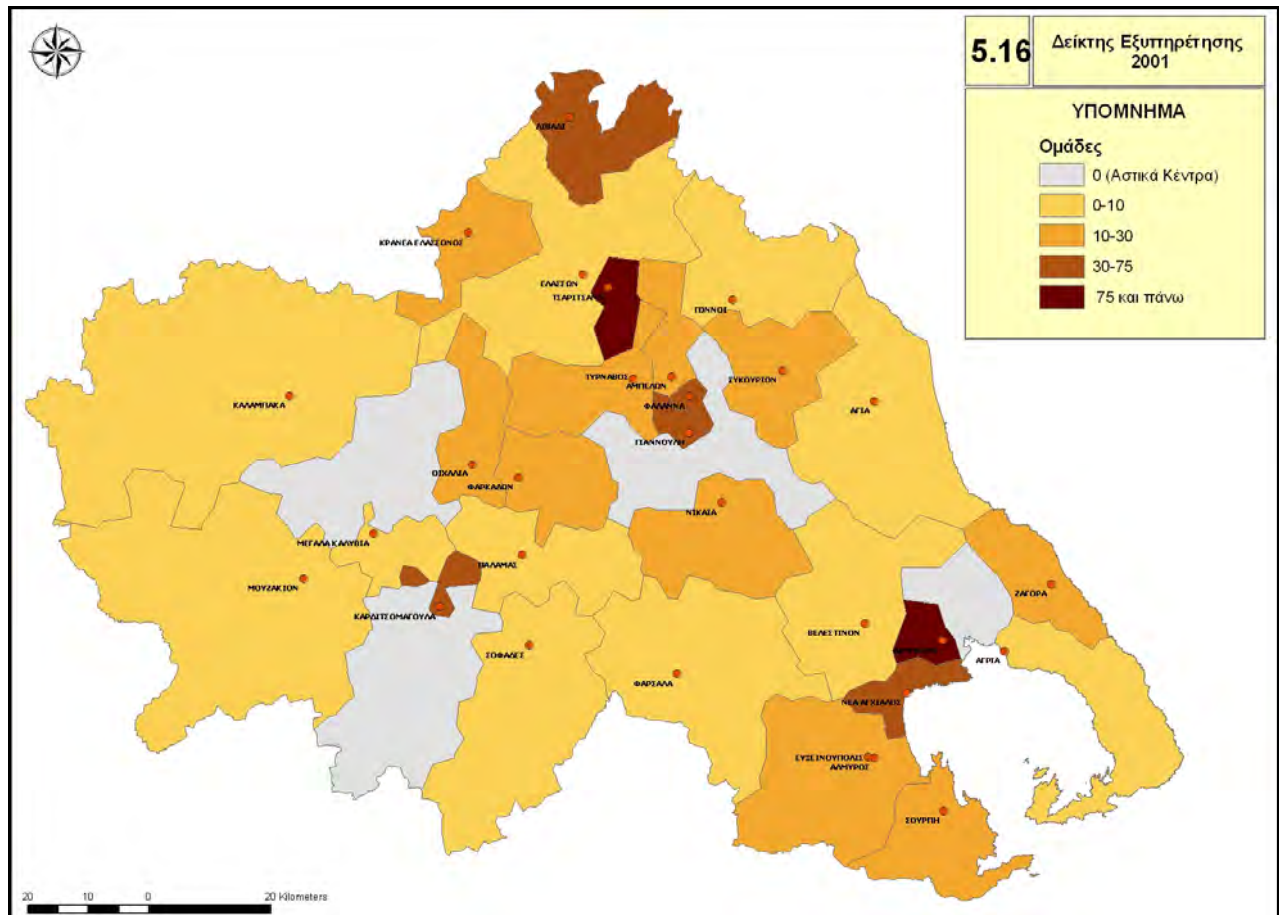 5.16
Δείκτης Εξυπηρέτησης
2001
ΥΠΟΜΝΗΜΑ
Ομάδες
0 (Αστικά Κέντρα)
0-10
10-30
30-75
75 και πάνω
ΛΙΒΑΔΙ
ΚΡΑΝΕΑ ΕΛΑΣΣΟΝΟΣ
ΕΛΑΣΣΩΝ
ΤΣΑΡΙΤΣΑ
ΓΟΝΝΟΙ
ΤΥΡΝΑΒΟΣ
ΑΜΠΕΛΩΝ
ΣΥΚΟΥΡΙΟΝ
ΚΑΛΑΜΠΑΚΑ
ΦΑΛΑΝΝΑ
ΑΓΙΑ
ΓΙΑΝΝΟΥΛΗ
ΟΙΧΑΛΙΑ
ΦΑΡΚΑΔΩΝ
ΝΙΚΑΙΑ
ΜΕΓΑΛΑ ΚΑΛΥΒΙΑ
ΠΑΛΑΜΑΣ
ΜΟΥΖΑΚΙΟΝ
ΖΑΓΟΡΑ
ΚΑΡΔΙΤΣΟΜΑΓΟΥΛΑ
ΒΕΛΕΣΤΙΝΟΝ
ΣΟΦΑΔΕΣ
ΑΓΡΙΑ
ΦΑΡΣΑΛΑ
ΝΕΑ ΑΓΧΙΑΛΟΣ
ΕΥΞΕΙΝΟΥΠΟΛΙΣ
ΑΛΜΥΡΟΣ
ΣΟΥΡΠΗ
20 10 0 20 Kilometers